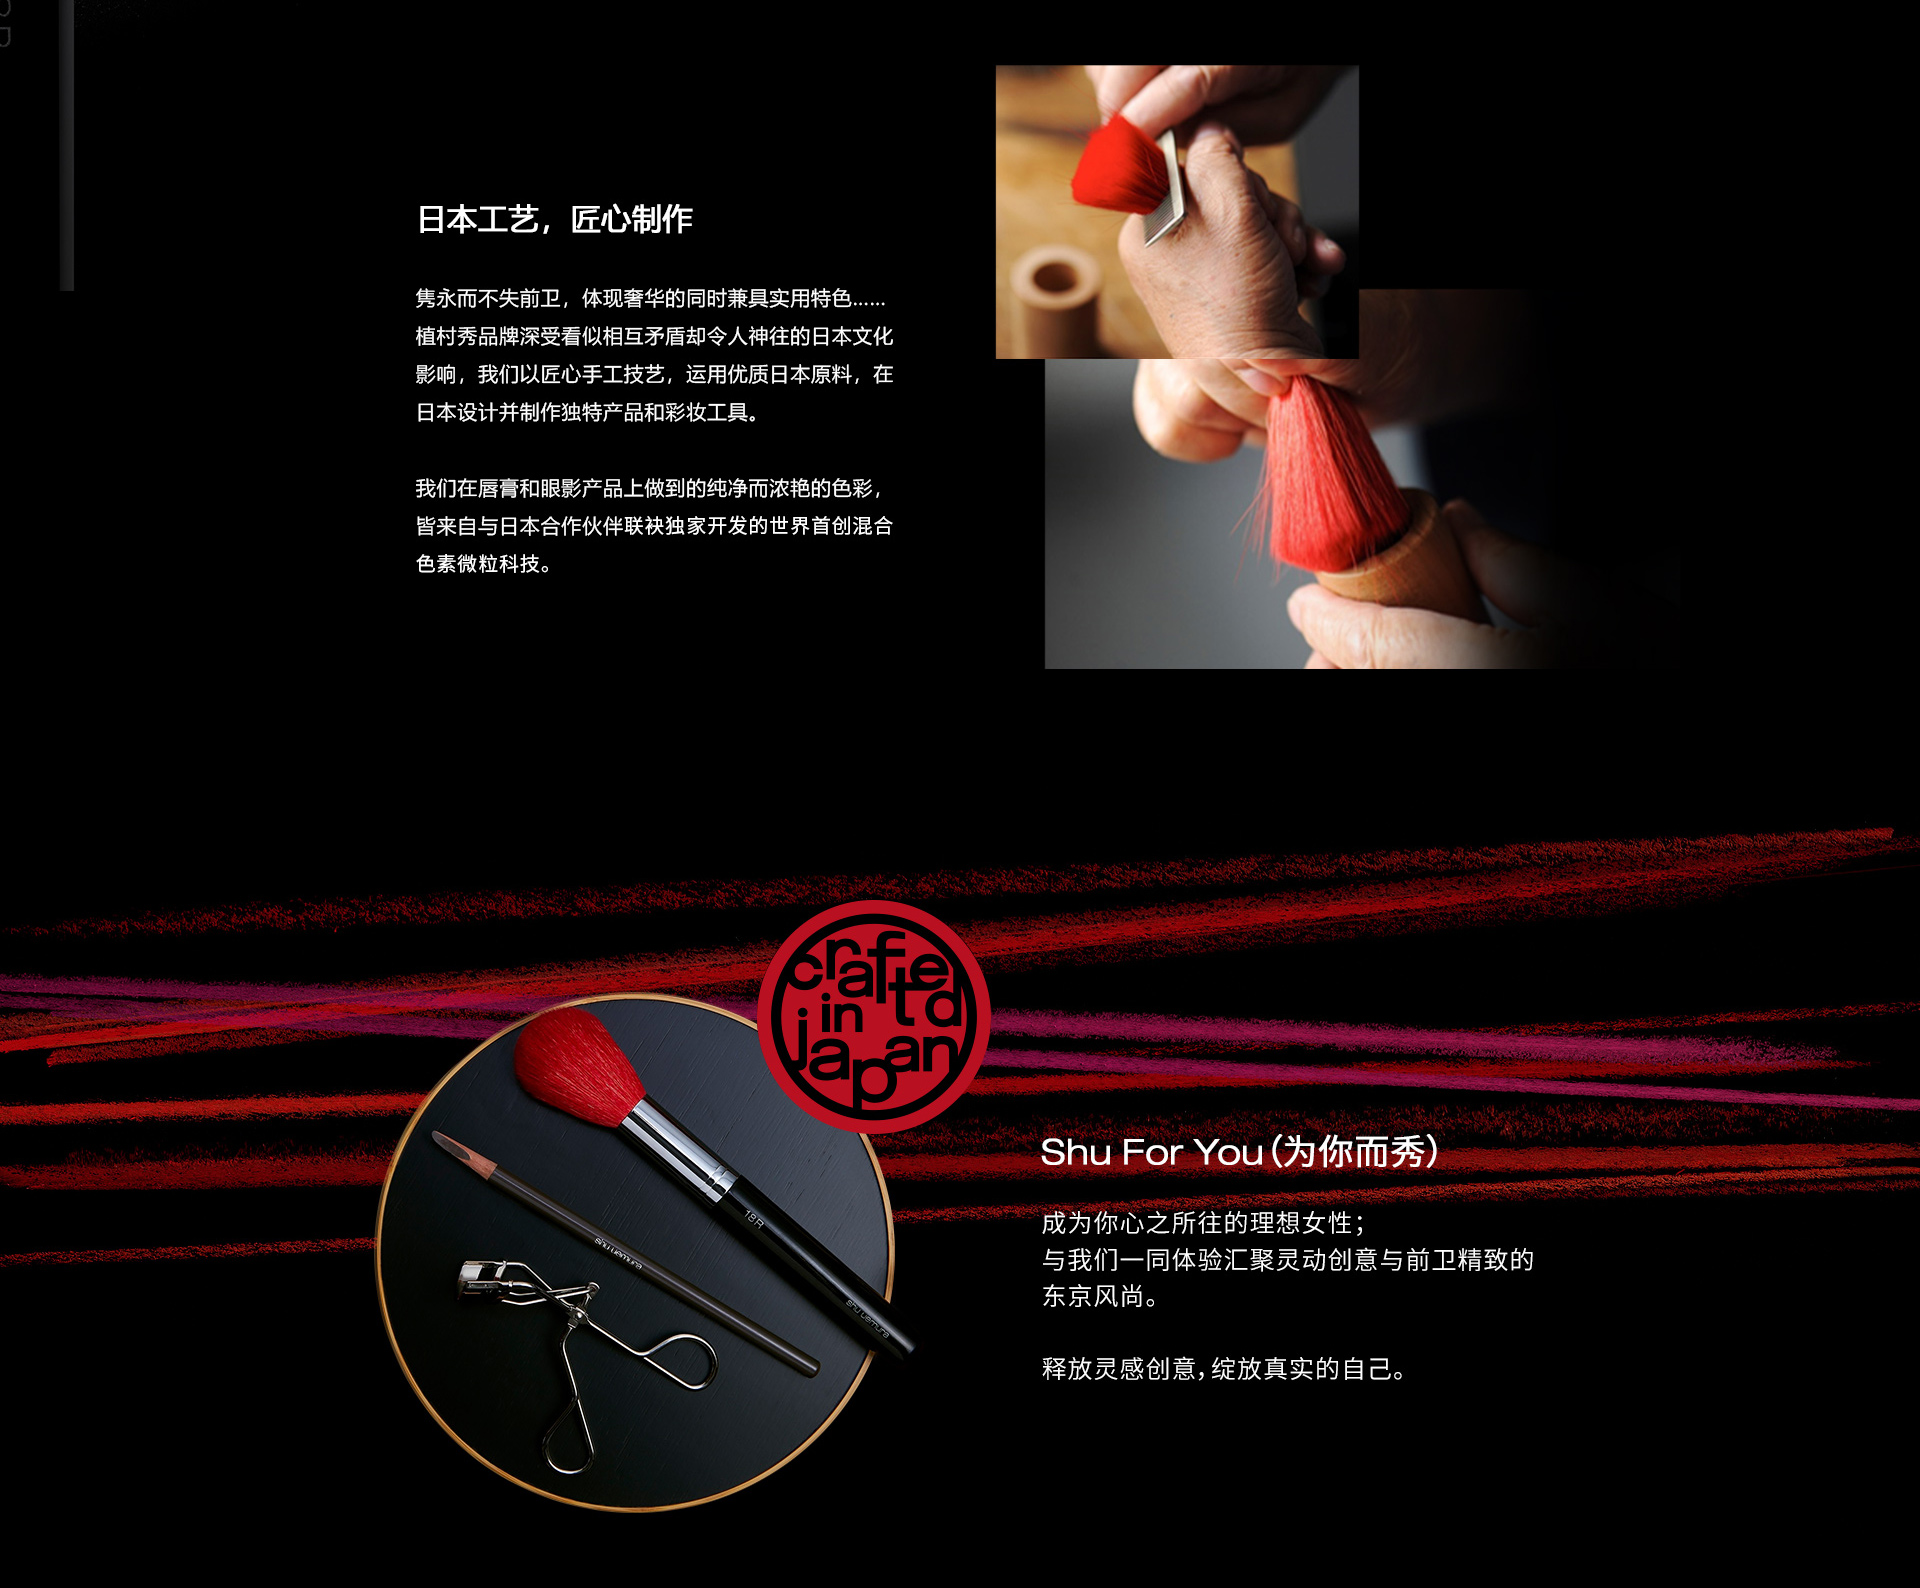 日本工艺，匠心制作
隽永而不失前卫，体现奢华的同时兼具实用特色……
植村秀品牌深受看似相互矛盾却令人神往的日本文化
影响，我们以匠心手工技艺，运用优质日本原料，在
日本设计并制作独特产品和彩妆工具。
我们在唇膏和眼影产品上做到的纯净而浓艳的色彩，
皆来自与日本合作伙伴联袂独家开发的世界首创混合
色素微粒科技。
crafted
in
japan
18R
shu uemura
shu uemura
Shu For You（为你而秀）
成为你心之所往的理想女性；
与我们一同体验汇聚灵动创意与前卫精致的
东京风尚。
释放灵感创意，绽放真实的自己。